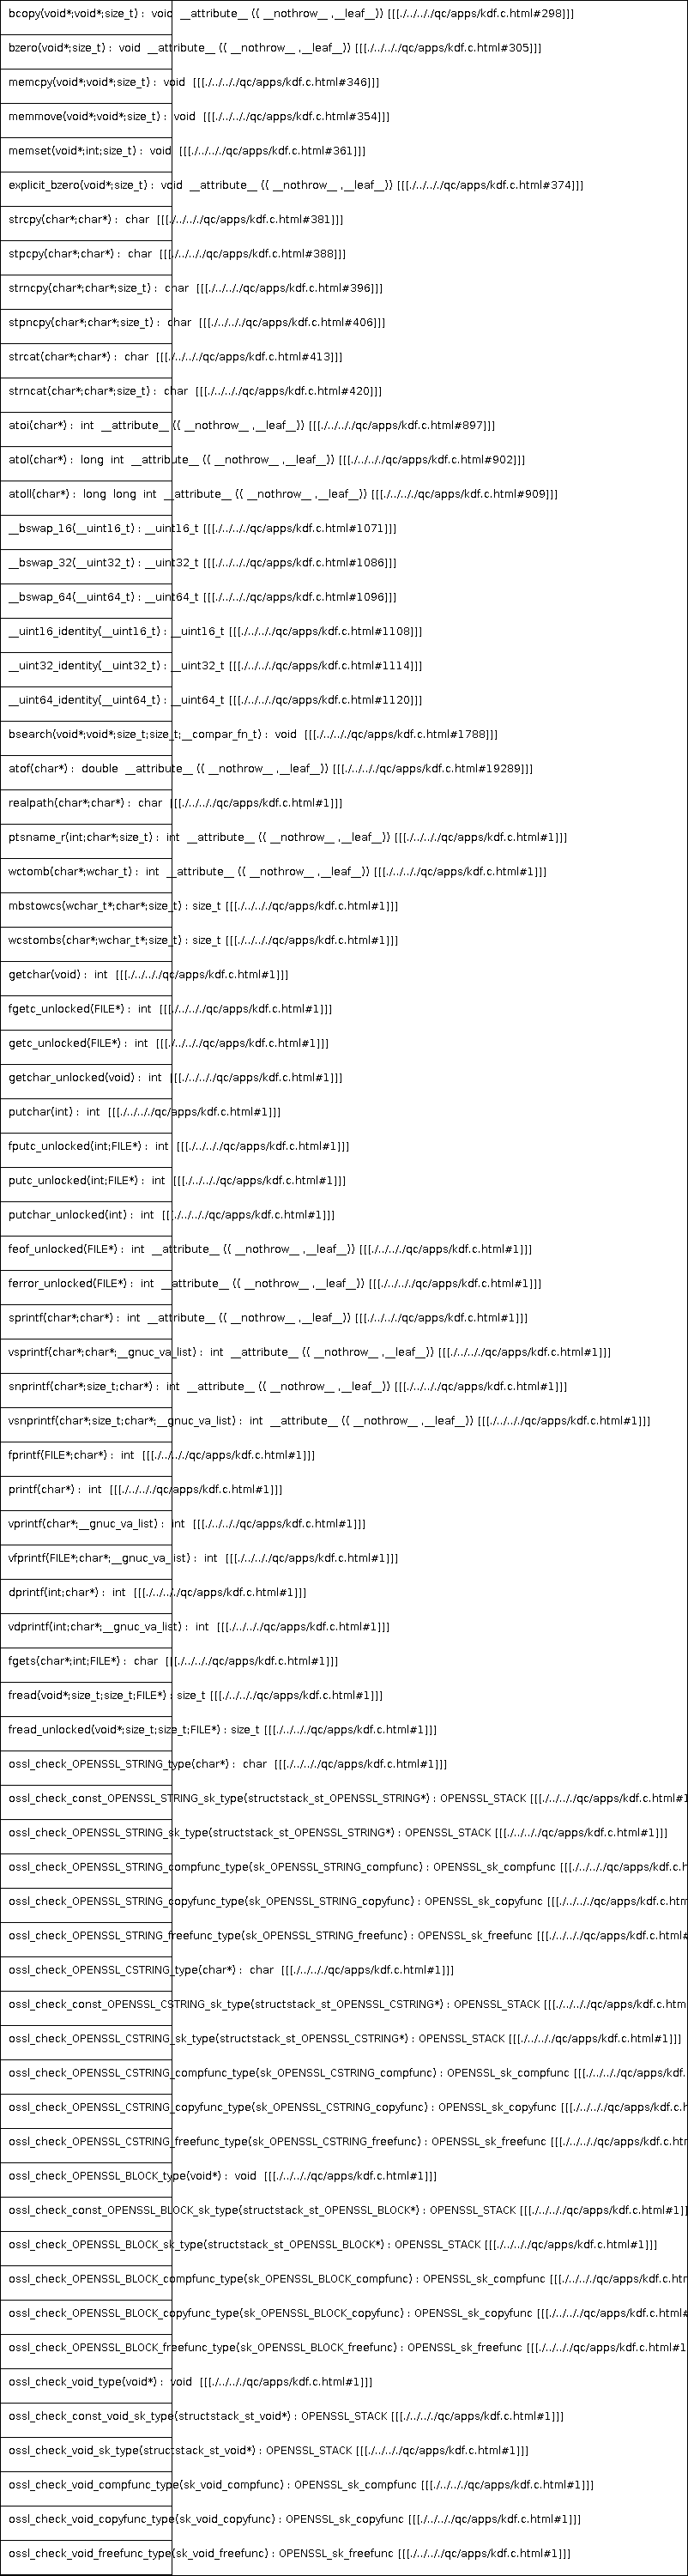 bcopy(void*;void*;size_t) :  void  __attribute__ (( __nothrow__ ,__leaf__)) [[[./../../../qc/apps/kdf.c.html#298]]]
bzero(void*;size_t) :  void  __attribute__ (( __nothrow__ ,__leaf__)) [[[./../../../qc/apps/kdf.c.html#305]]]
memcpy(void*;void*;size_t) :  void  [[[./../../../qc/apps/kdf.c.html#346]]]
memmove(void*;void*;size_t) :  void  [[[./../../../qc/apps/kdf.c.html#354]]]
memset(void*;int;size_t) :  void  [[[./../../../qc/apps/kdf.c.html#361]]]
explicit_bzero(void*;size_t) :  void  __attribute__ (( __nothrow__ ,__leaf__)) [[[./../../../qc/apps/kdf.c.html#374]]]
strcpy(char*;char*) :  char  [[[./../../../qc/apps/kdf.c.html#381]]]
stpcpy(char*;char*) :  char  [[[./../../../qc/apps/kdf.c.html#388]]]
strncpy(char*;char*;size_t) :  char  [[[./../../../qc/apps/kdf.c.html#396]]]
stpncpy(char*;char*;size_t) :  char  [[[./../../../qc/apps/kdf.c.html#406]]]
strcat(char*;char*) :  char  [[[./../../../qc/apps/kdf.c.html#413]]]
strncat(char*;char*;size_t) :  char  [[[./../../../qc/apps/kdf.c.html#420]]]
atoi(char*) :  int  __attribute__ (( __nothrow__ ,__leaf__)) [[[./../../../qc/apps/kdf.c.html#897]]]
atol(char*) :  long  int  __attribute__ (( __nothrow__ ,__leaf__)) [[[./../../../qc/apps/kdf.c.html#902]]]
atoll(char*) :  long  long  int  __attribute__ (( __nothrow__ ,__leaf__)) [[[./../../../qc/apps/kdf.c.html#909]]]
__bswap_16(__uint16_t) : __uint16_t [[[./../../../qc/apps/kdf.c.html#1071]]]
__bswap_32(__uint32_t) : __uint32_t [[[./../../../qc/apps/kdf.c.html#1086]]]
__bswap_64(__uint64_t) : __uint64_t [[[./../../../qc/apps/kdf.c.html#1096]]]
__uint16_identity(__uint16_t) : __uint16_t [[[./../../../qc/apps/kdf.c.html#1108]]]
__uint32_identity(__uint32_t) : __uint32_t [[[./../../../qc/apps/kdf.c.html#1114]]]
__uint64_identity(__uint64_t) : __uint64_t [[[./../../../qc/apps/kdf.c.html#1120]]]
bsearch(void*;void*;size_t;size_t;__compar_fn_t) :  void  [[[./../../../qc/apps/kdf.c.html#1788]]]
atof(char*) :  double  __attribute__ (( __nothrow__ ,__leaf__)) [[[./../../../qc/apps/kdf.c.html#19289]]]
realpath(char*;char*) :  char  [[[./../../../qc/apps/kdf.c.html#1]]]
ptsname_r(int;char*;size_t) :  int  __attribute__ (( __nothrow__ ,__leaf__)) [[[./../../../qc/apps/kdf.c.html#1]]]
wctomb(char*;wchar_t) :  int  __attribute__ (( __nothrow__ ,__leaf__)) [[[./../../../qc/apps/kdf.c.html#1]]]
mbstowcs(wchar_t*;char*;size_t) : size_t [[[./../../../qc/apps/kdf.c.html#1]]]
wcstombs(char*;wchar_t*;size_t) : size_t [[[./../../../qc/apps/kdf.c.html#1]]]
getchar(void) :  int  [[[./../../../qc/apps/kdf.c.html#1]]]
fgetc_unlocked(FILE*) :  int  [[[./../../../qc/apps/kdf.c.html#1]]]
getc_unlocked(FILE*) :  int  [[[./../../../qc/apps/kdf.c.html#1]]]
getchar_unlocked(void) :  int  [[[./../../../qc/apps/kdf.c.html#1]]]
putchar(int) :  int  [[[./../../../qc/apps/kdf.c.html#1]]]
fputc_unlocked(int;FILE*) :  int  [[[./../../../qc/apps/kdf.c.html#1]]]
putc_unlocked(int;FILE*) :  int  [[[./../../../qc/apps/kdf.c.html#1]]]
putchar_unlocked(int) :  int  [[[./../../../qc/apps/kdf.c.html#1]]]
feof_unlocked(FILE*) :  int  __attribute__ (( __nothrow__ ,__leaf__)) [[[./../../../qc/apps/kdf.c.html#1]]]
ferror_unlocked(FILE*) :  int  __attribute__ (( __nothrow__ ,__leaf__)) [[[./../../../qc/apps/kdf.c.html#1]]]
sprintf(char*;char*) :  int  __attribute__ (( __nothrow__ ,__leaf__)) [[[./../../../qc/apps/kdf.c.html#1]]]
vsprintf(char*;char*;__gnuc_va_list) :  int  __attribute__ (( __nothrow__ ,__leaf__)) [[[./../../../qc/apps/kdf.c.html#1]]]
snprintf(char*;size_t;char*) :  int  __attribute__ (( __nothrow__ ,__leaf__)) [[[./../../../qc/apps/kdf.c.html#1]]]
vsnprintf(char*;size_t;char*;__gnuc_va_list) :  int  __attribute__ (( __nothrow__ ,__leaf__)) [[[./../../../qc/apps/kdf.c.html#1]]]
fprintf(FILE*;char*) :  int  [[[./../../../qc/apps/kdf.c.html#1]]]
printf(char*) :  int  [[[./../../../qc/apps/kdf.c.html#1]]]
vprintf(char*;__gnuc_va_list) :  int  [[[./../../../qc/apps/kdf.c.html#1]]]
vfprintf(FILE*;char*;__gnuc_va_list) :  int  [[[./../../../qc/apps/kdf.c.html#1]]]
dprintf(int;char*) :  int  [[[./../../../qc/apps/kdf.c.html#1]]]
vdprintf(int;char*;__gnuc_va_list) :  int  [[[./../../../qc/apps/kdf.c.html#1]]]
fgets(char*;int;FILE*) :  char  [[[./../../../qc/apps/kdf.c.html#1]]]
fread(void*;size_t;size_t;FILE*) : size_t [[[./../../../qc/apps/kdf.c.html#1]]]
fread_unlocked(void*;size_t;size_t;FILE*) : size_t [[[./../../../qc/apps/kdf.c.html#1]]]
ossl_check_OPENSSL_STRING_type(char*) :  char  [[[./../../../qc/apps/kdf.c.html#1]]]
ossl_check_const_OPENSSL_STRING_sk_type(structstack_st_OPENSSL_STRING*) : OPENSSL_STACK [[[./../../../qc/apps/kdf.c.html#1
ossl_check_OPENSSL_STRING_sk_type(structstack_st_OPENSSL_STRING*) : OPENSSL_STACK [[[./../../../qc/apps/kdf.c.html#1]]]
ossl_check_OPENSSL_STRING_compfunc_type(sk_OPENSSL_STRING_compfunc) : OPENSSL_sk_compfunc [[[./../../../qc/apps/kdf.c.h
ossl_check_OPENSSL_STRING_copyfunc_type(sk_OPENSSL_STRING_copyfunc) : OPENSSL_sk_copyfunc [[[./../../../qc/apps/kdf.c.htm
ossl_check_OPENSSL_STRING_freefunc_type(sk_OPENSSL_STRING_freefunc) : OPENSSL_sk_freefunc [[[./../../../qc/apps/kdf.c.html#
ossl_check_OPENSSL_CSTRING_type(char*) :  char  [[[./../../../qc/apps/kdf.c.html#1]]]
ossl_check_const_OPENSSL_CSTRING_sk_type(structstack_st_OPENSSL_CSTRING*) : OPENSSL_STACK [[[./../../../qc/apps/kdf.c.htm
ossl_check_OPENSSL_CSTRING_sk_type(structstack_st_OPENSSL_CSTRING*) : OPENSSL_STACK [[[./../../../qc/apps/kdf.c.html#1]]]
ossl_check_OPENSSL_CSTRING_compfunc_type(sk_OPENSSL_CSTRING_compfunc) : OPENSSL_sk_compfunc [[[./../../../qc/apps/kdf.
ossl_check_OPENSSL_CSTRING_copyfunc_type(sk_OPENSSL_CSTRING_copyfunc) : OPENSSL_sk_copyfunc [[[./../../../qc/apps/kdf.c.h
ossl_check_OPENSSL_CSTRING_freefunc_type(sk_OPENSSL_CSTRING_freefunc) : OPENSSL_sk_freefunc [[[./../../../qc/apps/kdf.c.htm
ossl_check_OPENSSL_BLOCK_type(void*) :  void  [[[./../../../qc/apps/kdf.c.html#1]]]
ossl_check_const_OPENSSL_BLOCK_sk_type(structstack_st_OPENSSL_BLOCK*) : OPENSSL_STACK [[[./../../../qc/apps/kdf.c.html#1]]
ossl_check_OPENSSL_BLOCK_sk_type(structstack_st_OPENSSL_BLOCK*) : OPENSSL_STACK [[[./../../../qc/apps/kdf.c.html#1]]]
ossl_check_OPENSSL_BLOCK_compfunc_type(sk_OPENSSL_BLOCK_compfunc) : OPENSSL_sk_compfunc [[[./../../../qc/apps/kdf.c.htm
ossl_check_OPENSSL_BLOCK_copyfunc_type(sk_OPENSSL_BLOCK_copyfunc) : OPENSSL_sk_copyfunc [[[./../../../qc/apps/kdf.c.html#
ossl_check_OPENSSL_BLOCK_freefunc_type(sk_OPENSSL_BLOCK_freefunc) : OPENSSL_sk_freefunc [[[./../../../qc/apps/kdf.c.html#1
ossl_check_void_type(void*) :  void  [[[./../../../qc/apps/kdf.c.html#1]]]
ossl_check_const_void_sk_type(structstack_st_void*) : OPENSSL_STACK [[[./../../../qc/apps/kdf.c.html#1]]]
ossl_check_void_sk_type(structstack_st_void*) : OPENSSL_STACK [[[./../../../qc/apps/kdf.c.html#1]]]
ossl_check_void_compfunc_type(sk_void_compfunc) : OPENSSL_sk_compfunc [[[./../../../qc/apps/kdf.c.html#1]]]
ossl_check_void_copyfunc_type(sk_void_copyfunc) : OPENSSL_sk_copyfunc [[[./../../../qc/apps/kdf.c.html#1]]]
ossl_check_void_freefunc_type(sk_void_freefunc) : OPENSSL_sk_freefunc [[[./../../../qc/apps/kdf.c.html#1]]]